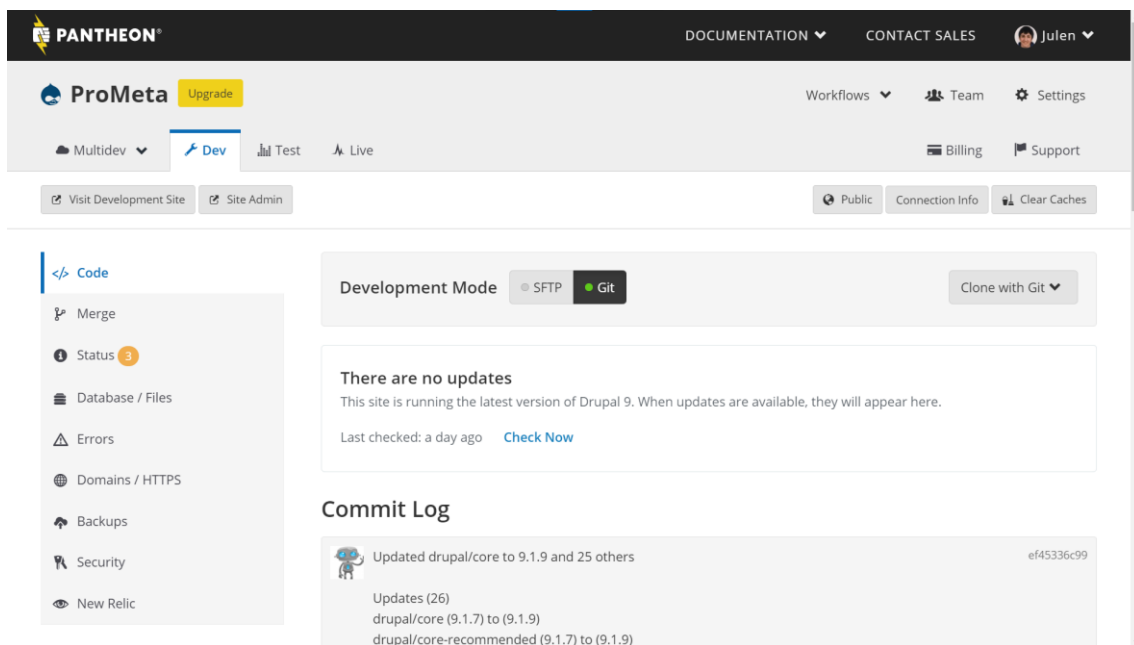 PANTHEON® DOCUMENTATION CONTACT SALES Julen
ProMeta Upgrade Workflows Team Settings
Multidev Dev Test Live Billing Support
Visit Development Site Site Admin Public Connection Info Clear Caches
</> Code
Merge
Status 3
Database / Files
Errors
Domains / HTTPS
Backups
Security
New Relic
Development Mode SFTP Git Clone with Git
There are no updates
This site is running the latest version of Drupal 9. When updates are available, they will appear here.
Last checked: a day ago Check Now
Commit Log
Updated drupal/core to 9.1.9 and 25 others ef45336c99
Updates (26)
drupal/core (9.1.7) to (9.1.9)
drupal/core-recommended (9.1.7) to (9.1.9)